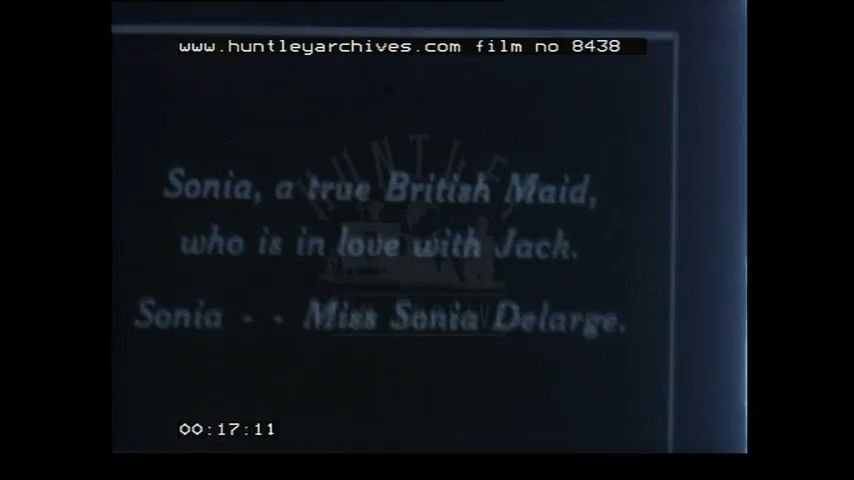 www.huntleyarchives.com film no 8438
HUNTLEY
Sonia, a true British Maid,
who is in love with Jack.
Sonia - - Miss Sonia Delarge.
00:17:11